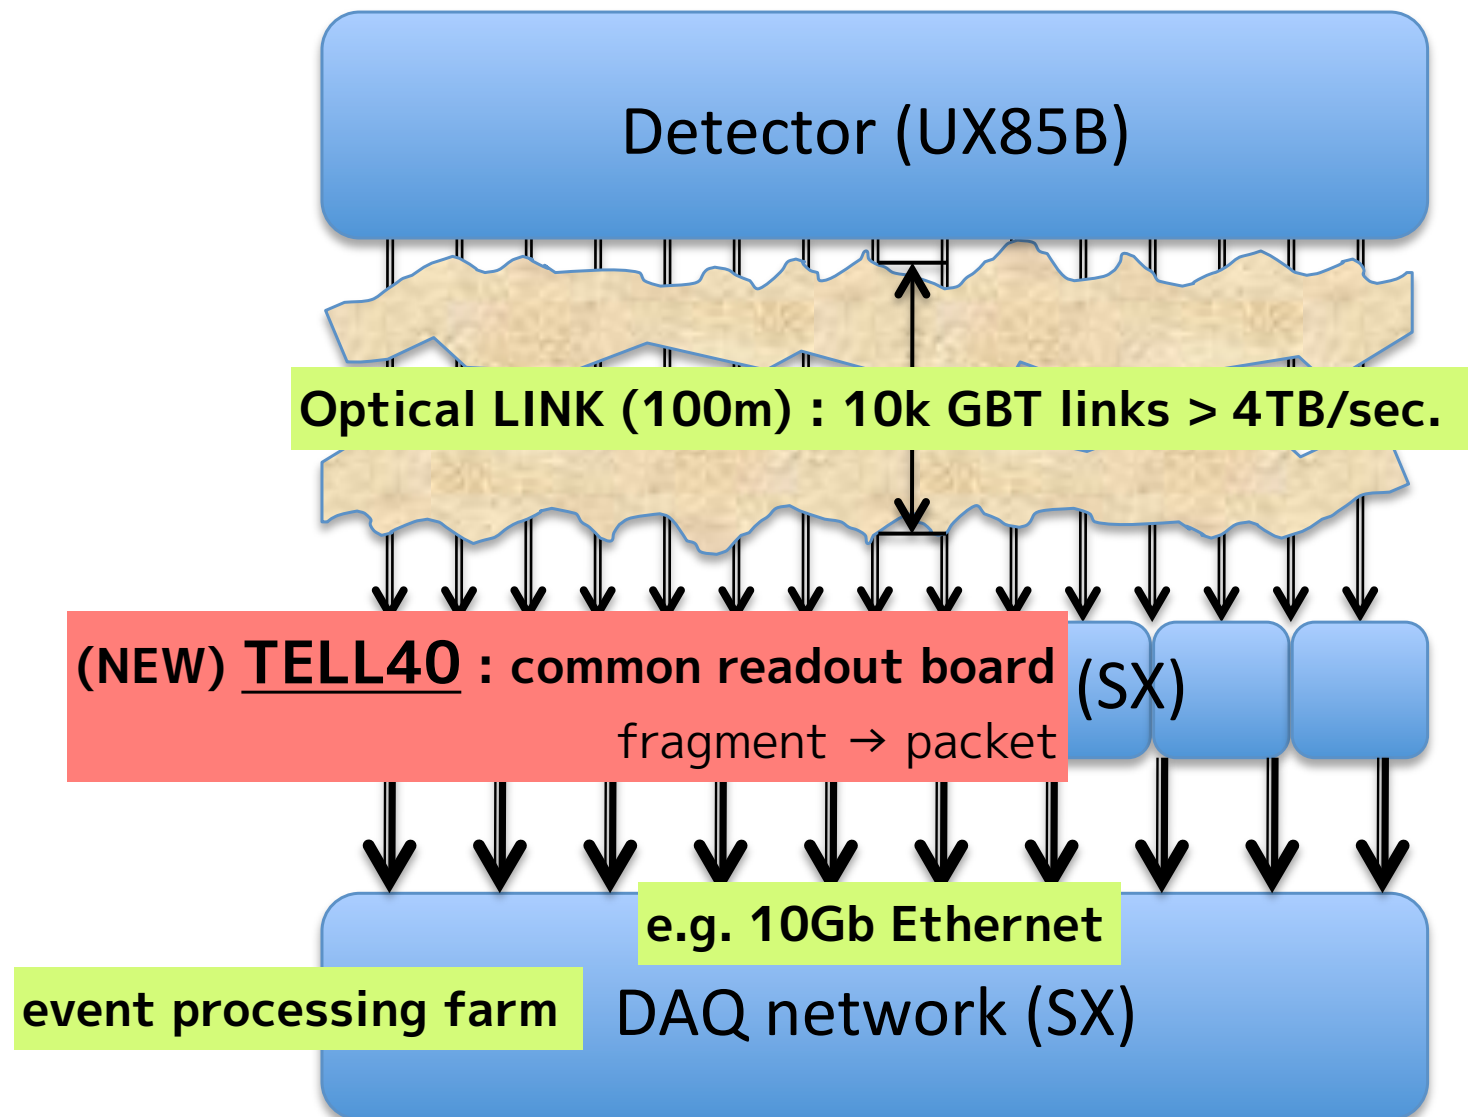 Detector (UX85B)
Optical LINK (100m) : 10k GBT links > 4TB/sec.
(NEW) TELL40 : common readout board
(SX)
fragment → packet
e.g. 10Gb Ethernet
event processing farm
DAQ network (SX)